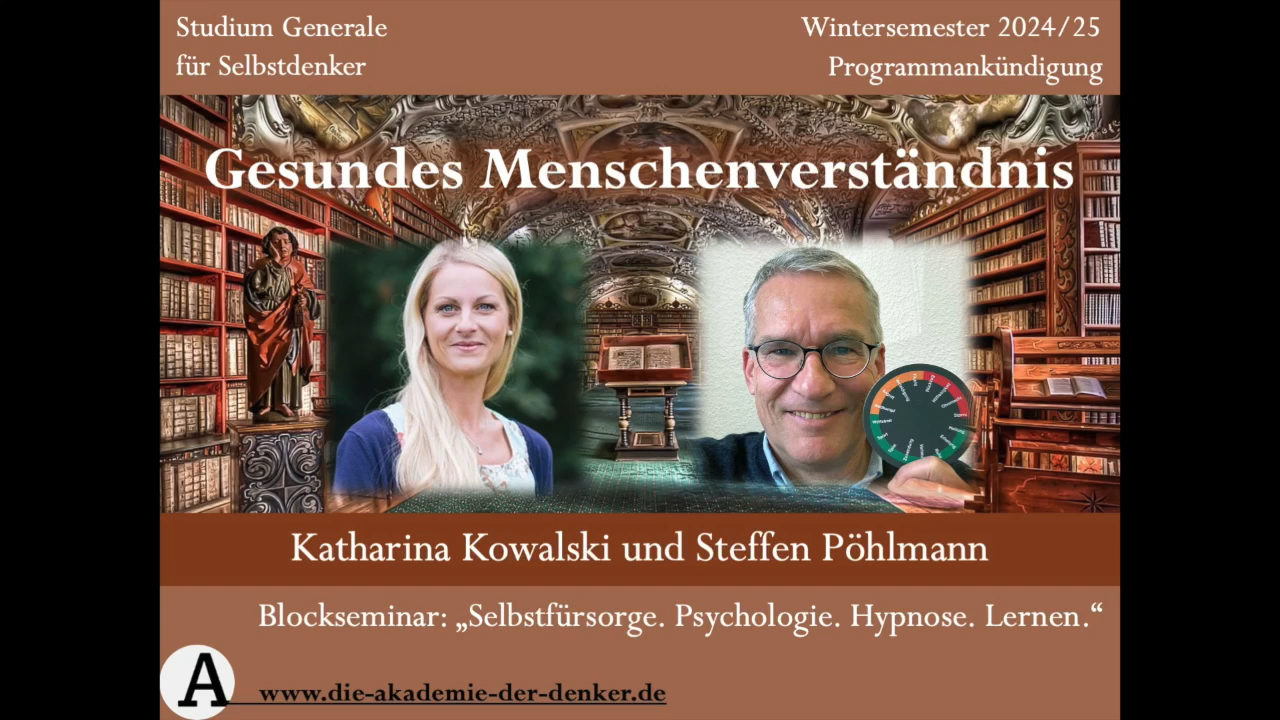 Studium Generale
für Selbstdenker
Wintersemester 2024/25
Programmankündigung
Gesundes Menschenverständnis
Katharina Kowalski und Steffen Pöhlmann
Blockseminar: „Selbstfürsorge. Psychologie. Hypnose. Lernen.“
A
www.die-akademie-der-denker.de